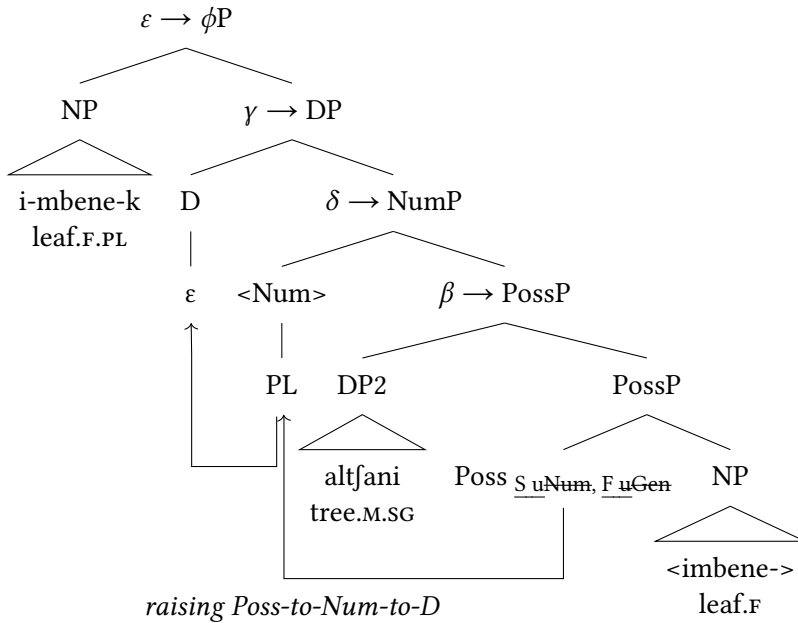 ε → ϕP
NP γ → DP
i-mbene-k D δ → NumP
leaf.F.PL
ε <Num> β → PossP
PL DP2 PossP
altʃani Poss S uNum, F uGen NP
tree.M.SG
<imbene->
raising Poss-to-Num-to-D leaf.F